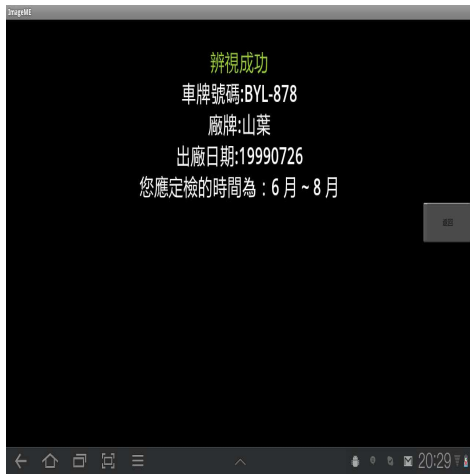 ImageME
辨視成功
車牌號碼:BYL-878
廠牌:山葉
出廠日期:19990726
您應定檢的時間為：6 月 ~ 8 月
20:29